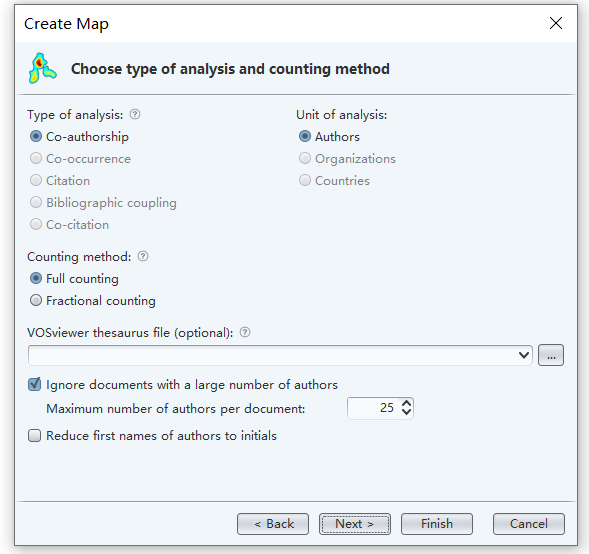 Create Map
Choose type of analysis and counting method
Type of analysis: ?
Unit of analysis:
Co-authorship
Authors
Co-occurrence
Organizations
Citation
Countries
Bibliographic coupling
Co-citation
Counting method: ?
Full counting
Fractional counting
VOSviewer thesaurus file (optional): ?
...
Ignore documents with a large number of authors
Maximum number of authors per document: 25
Reduce first names of authors to initials
< Back Next > Finish Cancel